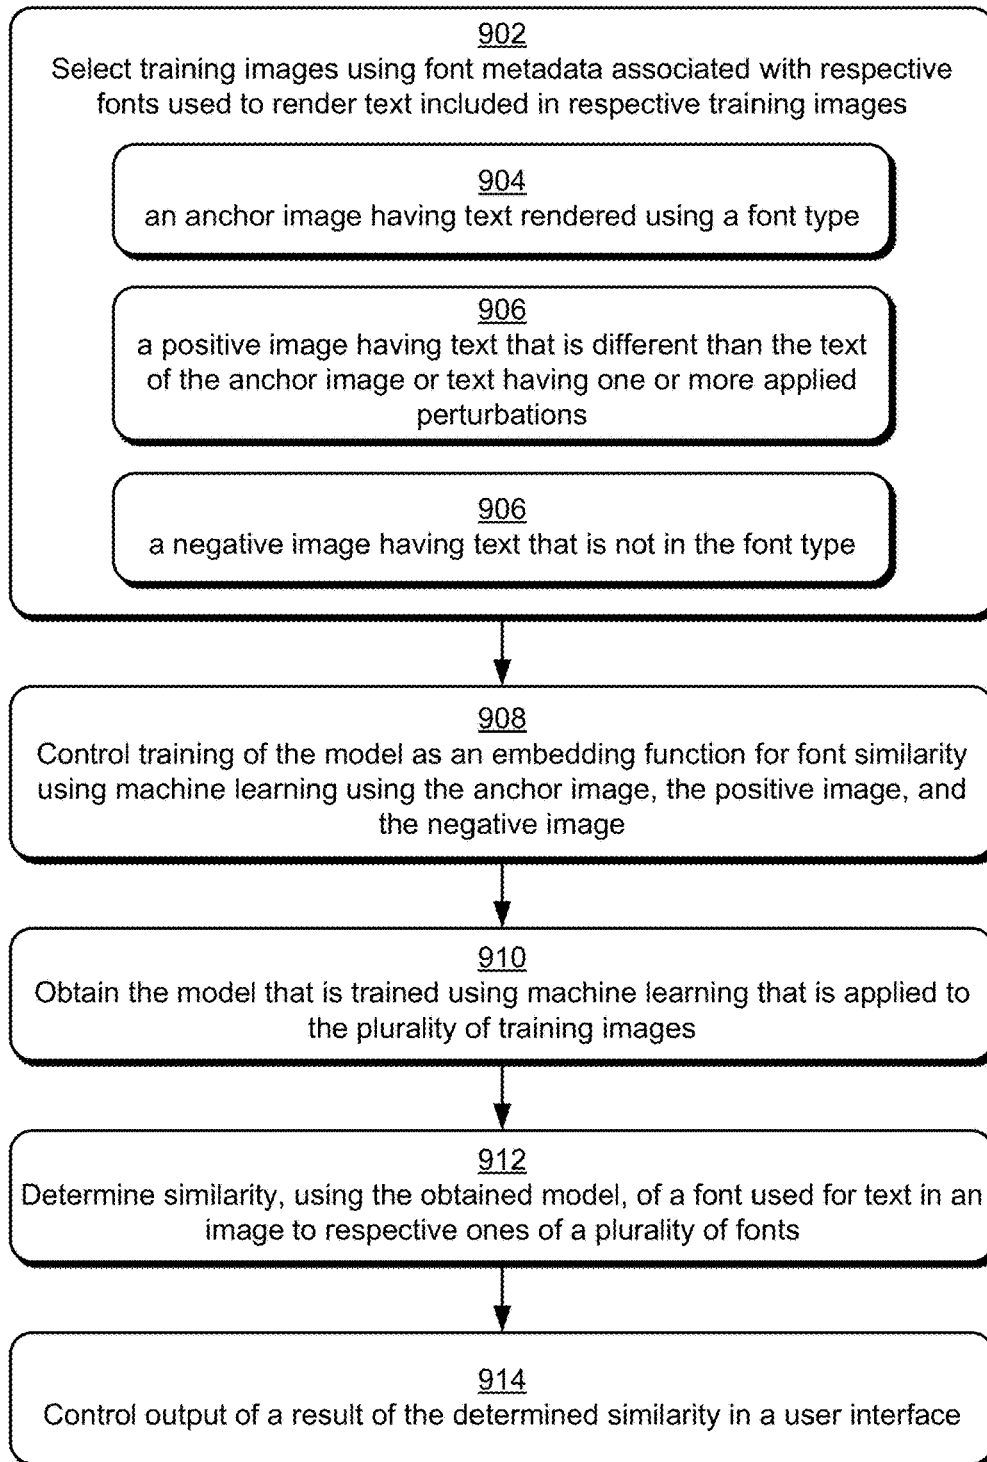 902
Select training images using font metadata associated with respective
fonts used to render text included in respective training images
904
an anchor image having text rendered using a font type
906
a positive image having text that is different than the text
of the anchor image or text having one or more applied
perturbations
906
a negative image having text that is not in the font type
908
Control training of the model as an embedding function for font similarity
using machine learning using the anchor image, the positive image, and
the negative image
910
Obtain the model that is trained using machine learning that is applied to
the plurality of training images
912
Determine similarity, using the obtained model, of a font used for text in an
image to respective ones of a plurality of fonts
914
Control output of a result of the determined similarity in a user interface